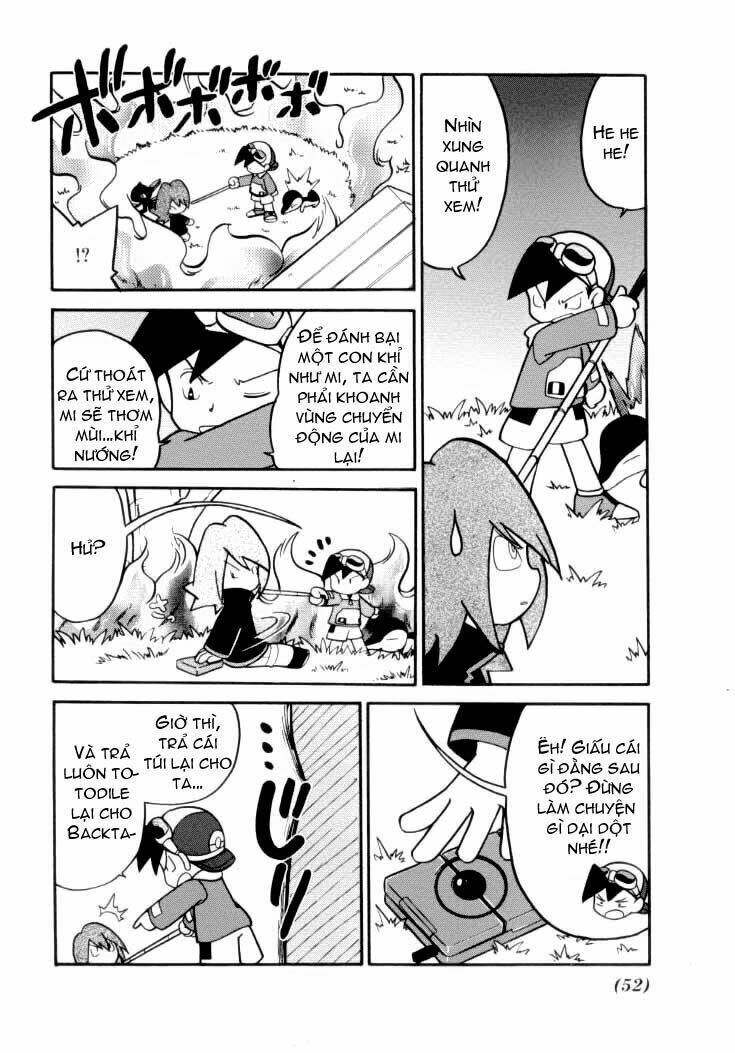 HE HE
HE!
NHÌN
XUNG
QUANH
THỬ
XEM!
ボボボボボ
!?
ĐỂ ĐÁNH BẠI
MỘT CON KHỈ
NHƯ MI, TA CẦN
PHẢI KHOANH
VÙNG CHUYỂN
ĐỘNG CỦA MI
LẠI!
CỨ THOÁT
RA THỬ XEM,
MI SẼ THƠM
MÙI...KHỈ
NƯỚNG!
HỬ?
ÊH! GIẤU CÁI
GÌ ĐẰNG SAU
ĐÓ? ĐỪNG
LÀM CHUYỆN
GÌ DẠI DỘT
NHÉ!!
GIỜ THÌ,
TRẢ CÁI
TÚI LẠI CHO
TA...
VÀ TRẢ
LUÔN TO-
TODILE
LẠI CHO
BACKTA-
じり
(52)